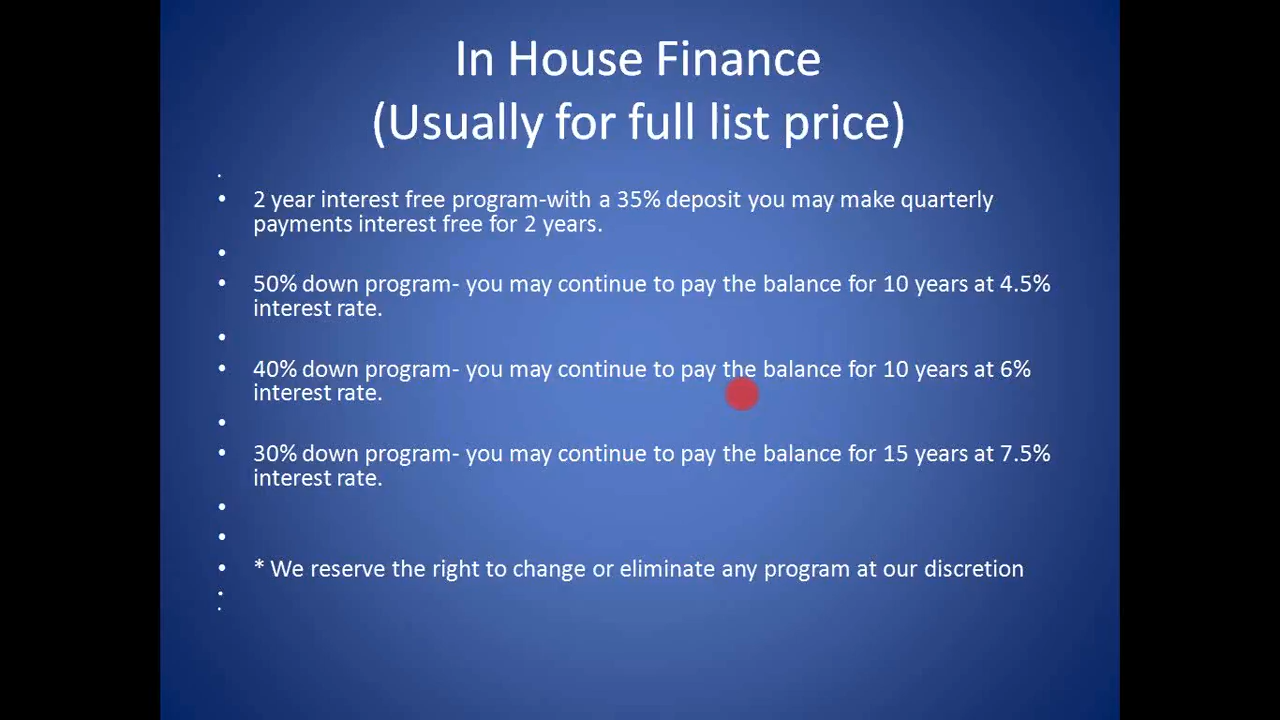 In House Finance
(Usually for full list price)
• 2 year interest free program-with a 35% deposit you may make quarterly
payments interest free for 2 years.
• 50% down program- you may continue to pay the balance for 10 years at 4.5%
interest rate.
• 40% down program- you may continue to pay the balance for 10 years at 6%
interest rate.
• 30% down program- you may continue to pay the balance for 15 years at 7.5%
interest rate.
• * We reserve the right to change or eliminate any program at our discretion